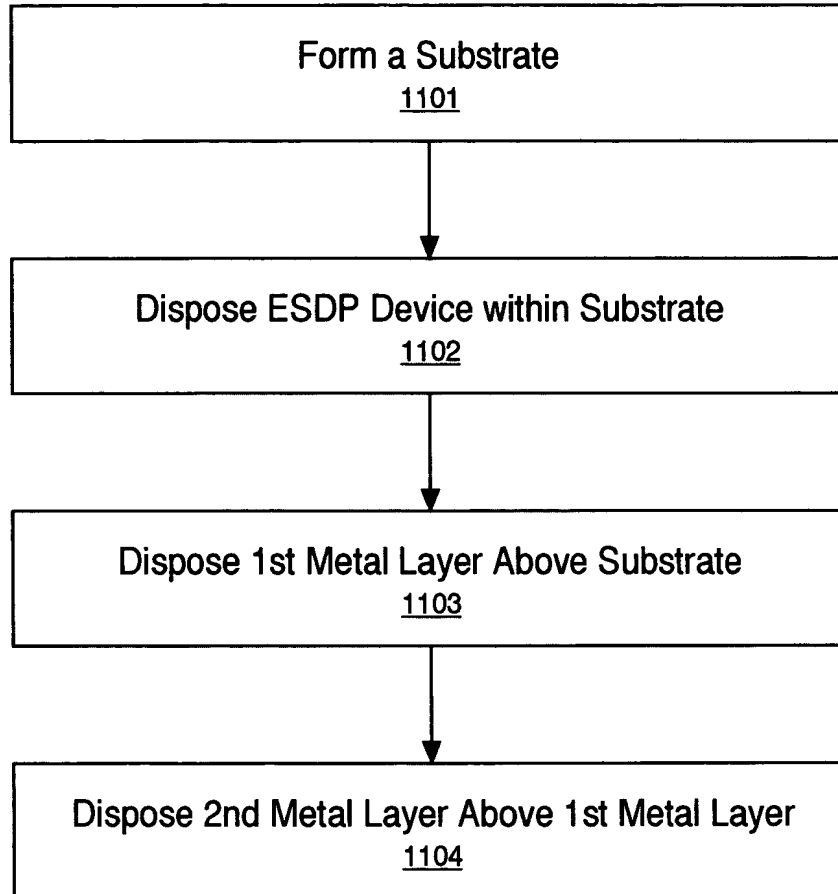 Form a Substrate
1101
Dispose ESDP Device within Substrate
1102
Dispose 1st Metal Layer Above Substrate
1103
Dispose 2nd Metal Layer Above 1st Metal Layer
1104